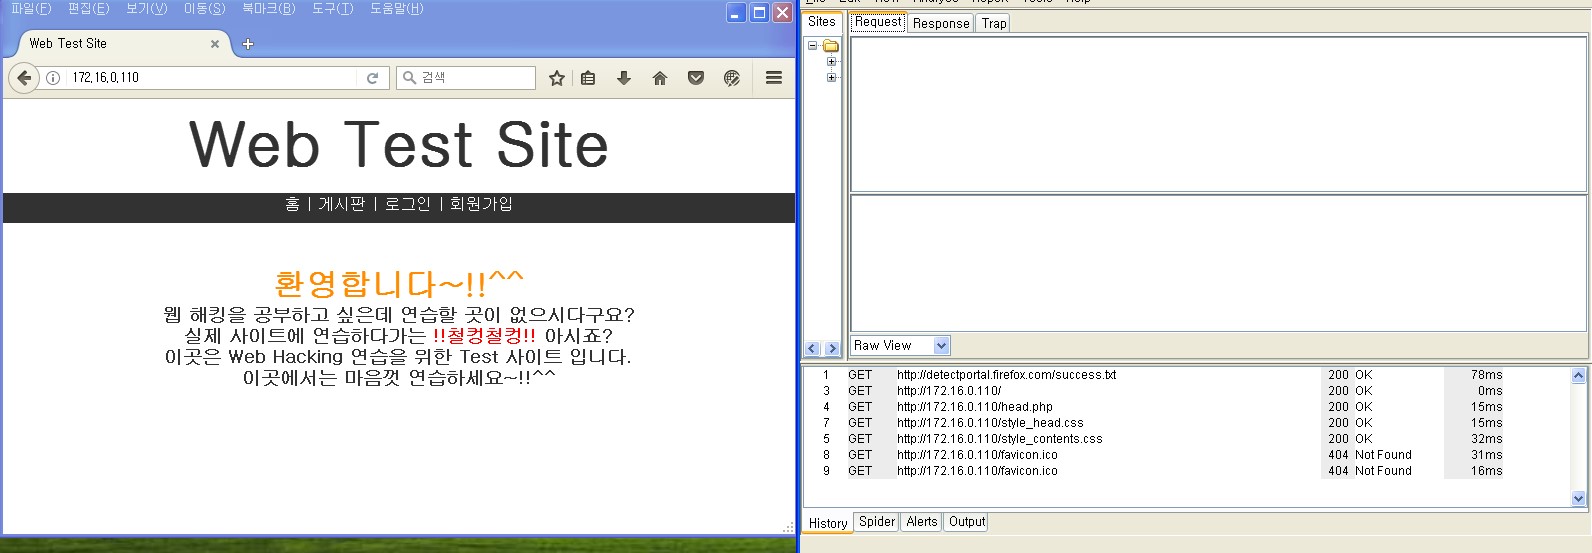 파일(F) 편집(E) 보기(V) 이동(S) 북마크(B) 도구(T) 도움말(H)
Web Test Site
172.16.0.110
검색
Web Test Site
홈 | 게시판 | 로그인 | 회원가입
환영합니다~!!^^
웹 해킹을 공부하고 싶은데 연습할 곳이 없으시다구요?
실제 사이트에 연습하다가는 !!철컹철컹!! 아시죠?
이곳은 Web Hacking 연습을 위한 Test 사이트 입니다.
이곳에서는 마음껏 연습하세요~!!^^
File Edit View Analyse Report Tools Help
Sites
Request Response Trap
Raw View
1 GET http://detectportal.firefox.com/success.txt 200 OK 78ms
3 GET http://172.16.0.110/ 200 OK 0ms
4 GET http://172.16.0.110/head.php 200 OK 15ms
7 GET http://172.16.0.110/style_head.css 200 OK 15ms
5 GET http://172.16.0.110/style_contents.css 200 OK 32ms
8 GET http://172.16.0.110/favicon.ico 404 Not Found 31ms
9 GET http://172.16.0.110/favicon.ico 404 Not Found 16ms
History Spider Alerts Output